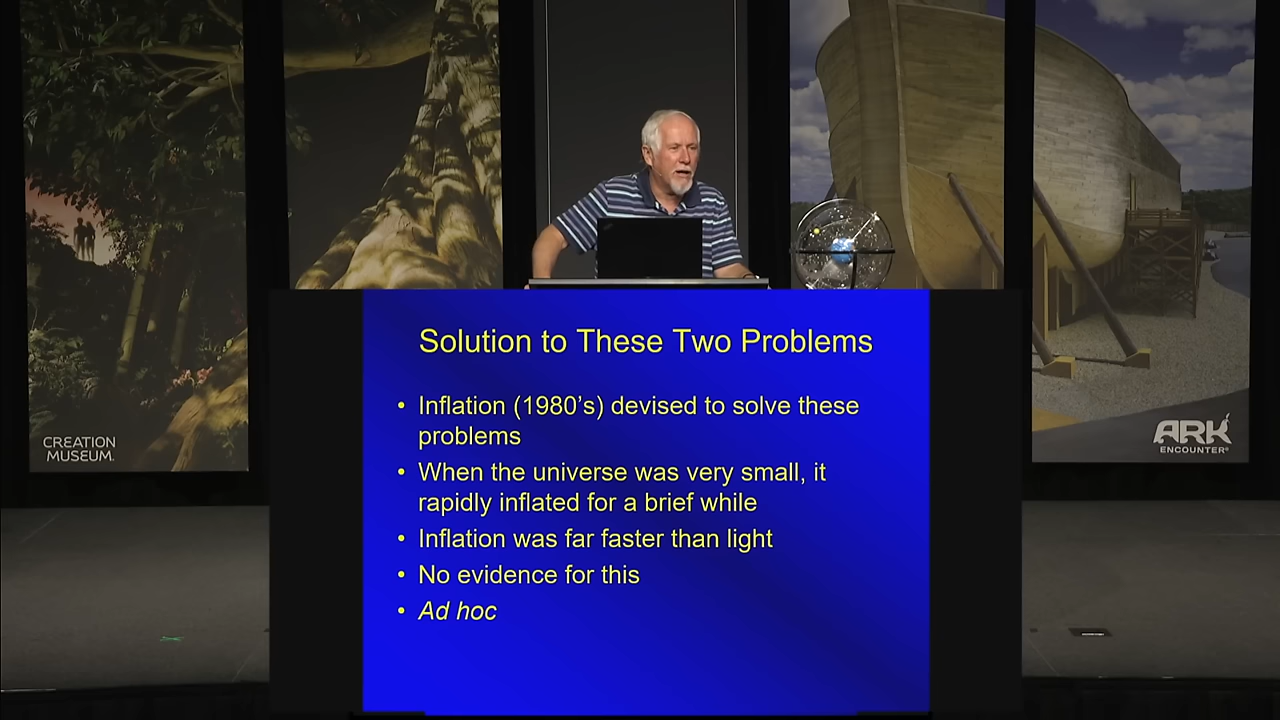 Solution to These Two Problems
• Inflation (1980's) devised to solve these
problems
• When the universe was very small, it
rapidly inflated for a brief while
• Inflation was far faster than light
• No evidence for this
• Ad hoc
CREATION
MUSEUM.
ARK
ENCOUNTER®